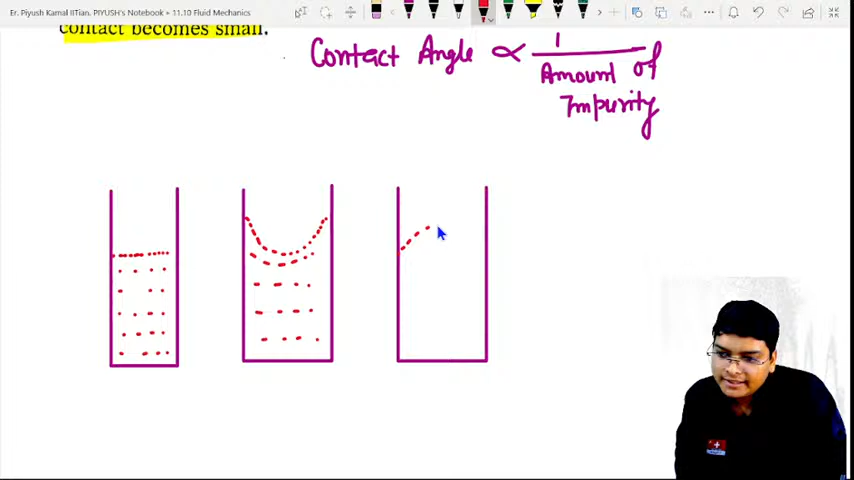 Er. Piyush Kamal IITian. PIYUSH's Notebook » 11.10 Fluid Mechanics
contact becomes small.
Contact Angle ∝ 1
Amount of
Impurity